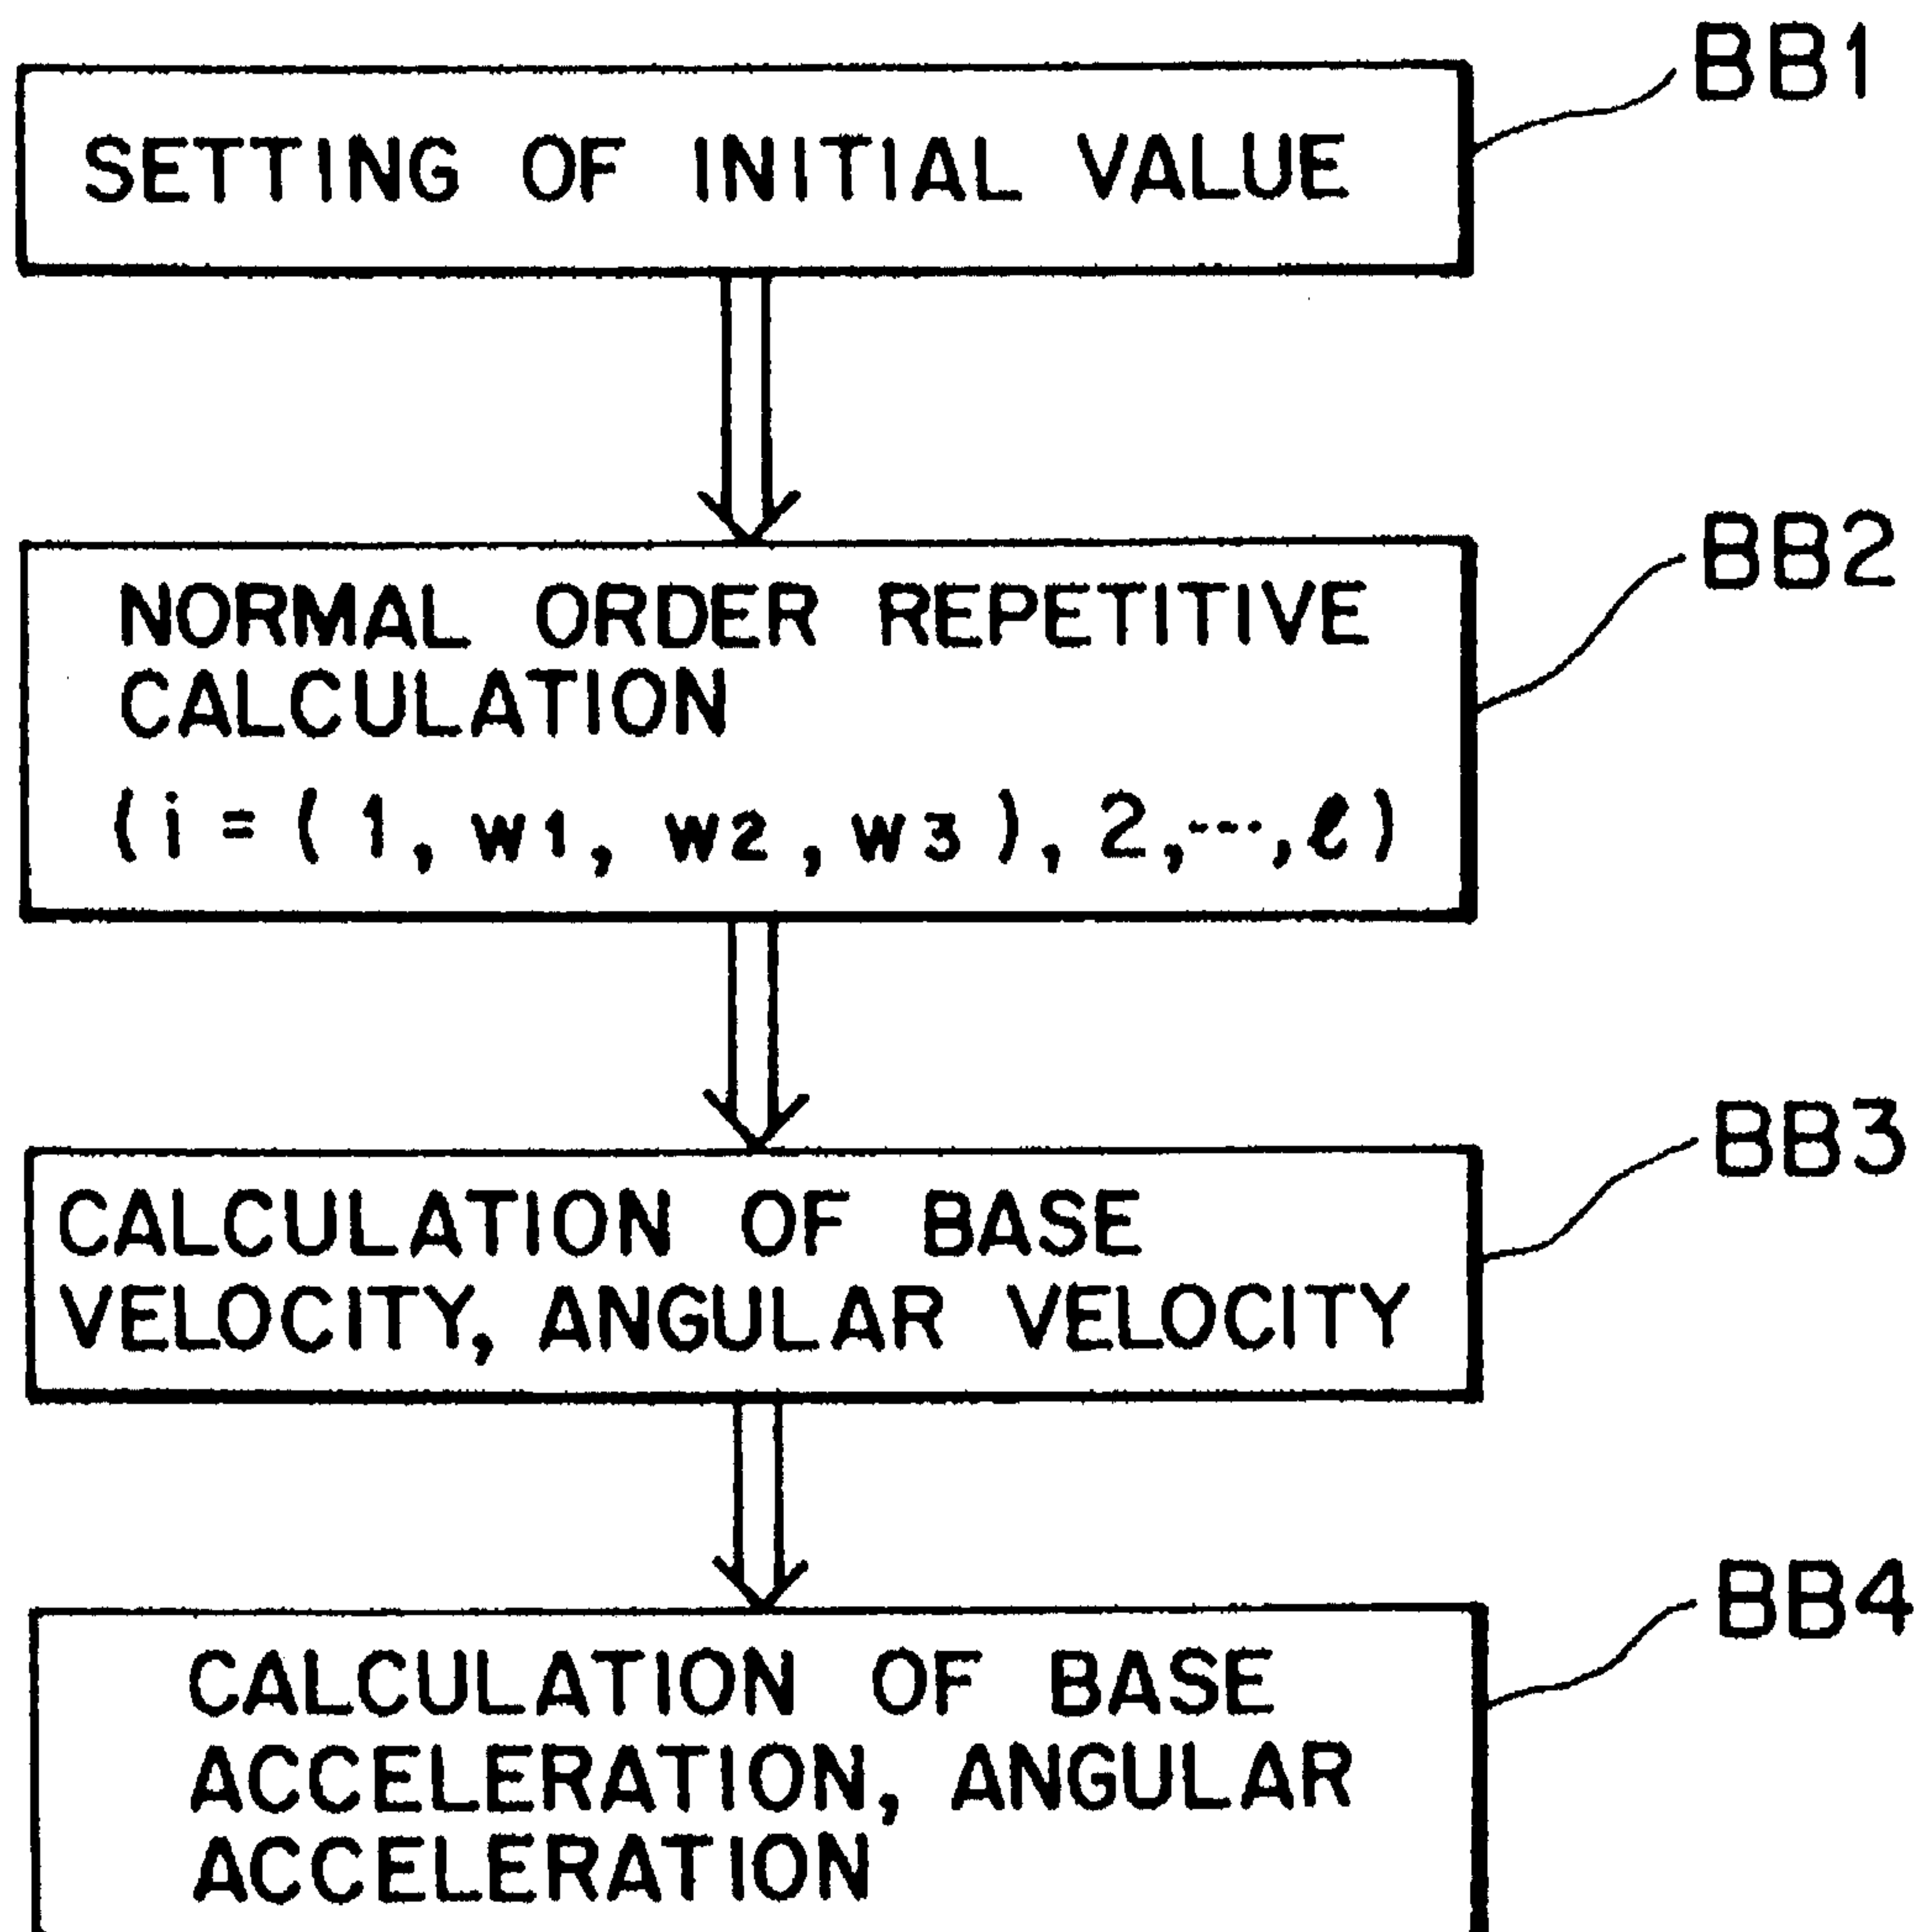 BB1
SETTING OF INITIAL VALUE
BB2
NORMAL ORDER REPETITIVE
CALCULATION
(i = (1, w1, w2, w3), 2,---,ℓ)
BB3
CALCULATION OF BASE
VELOCITY, ANGULAR VELOCITY
BB4
CALCULATION OF BASE
ACCELERATION, ANGULAR
ACCELERATION